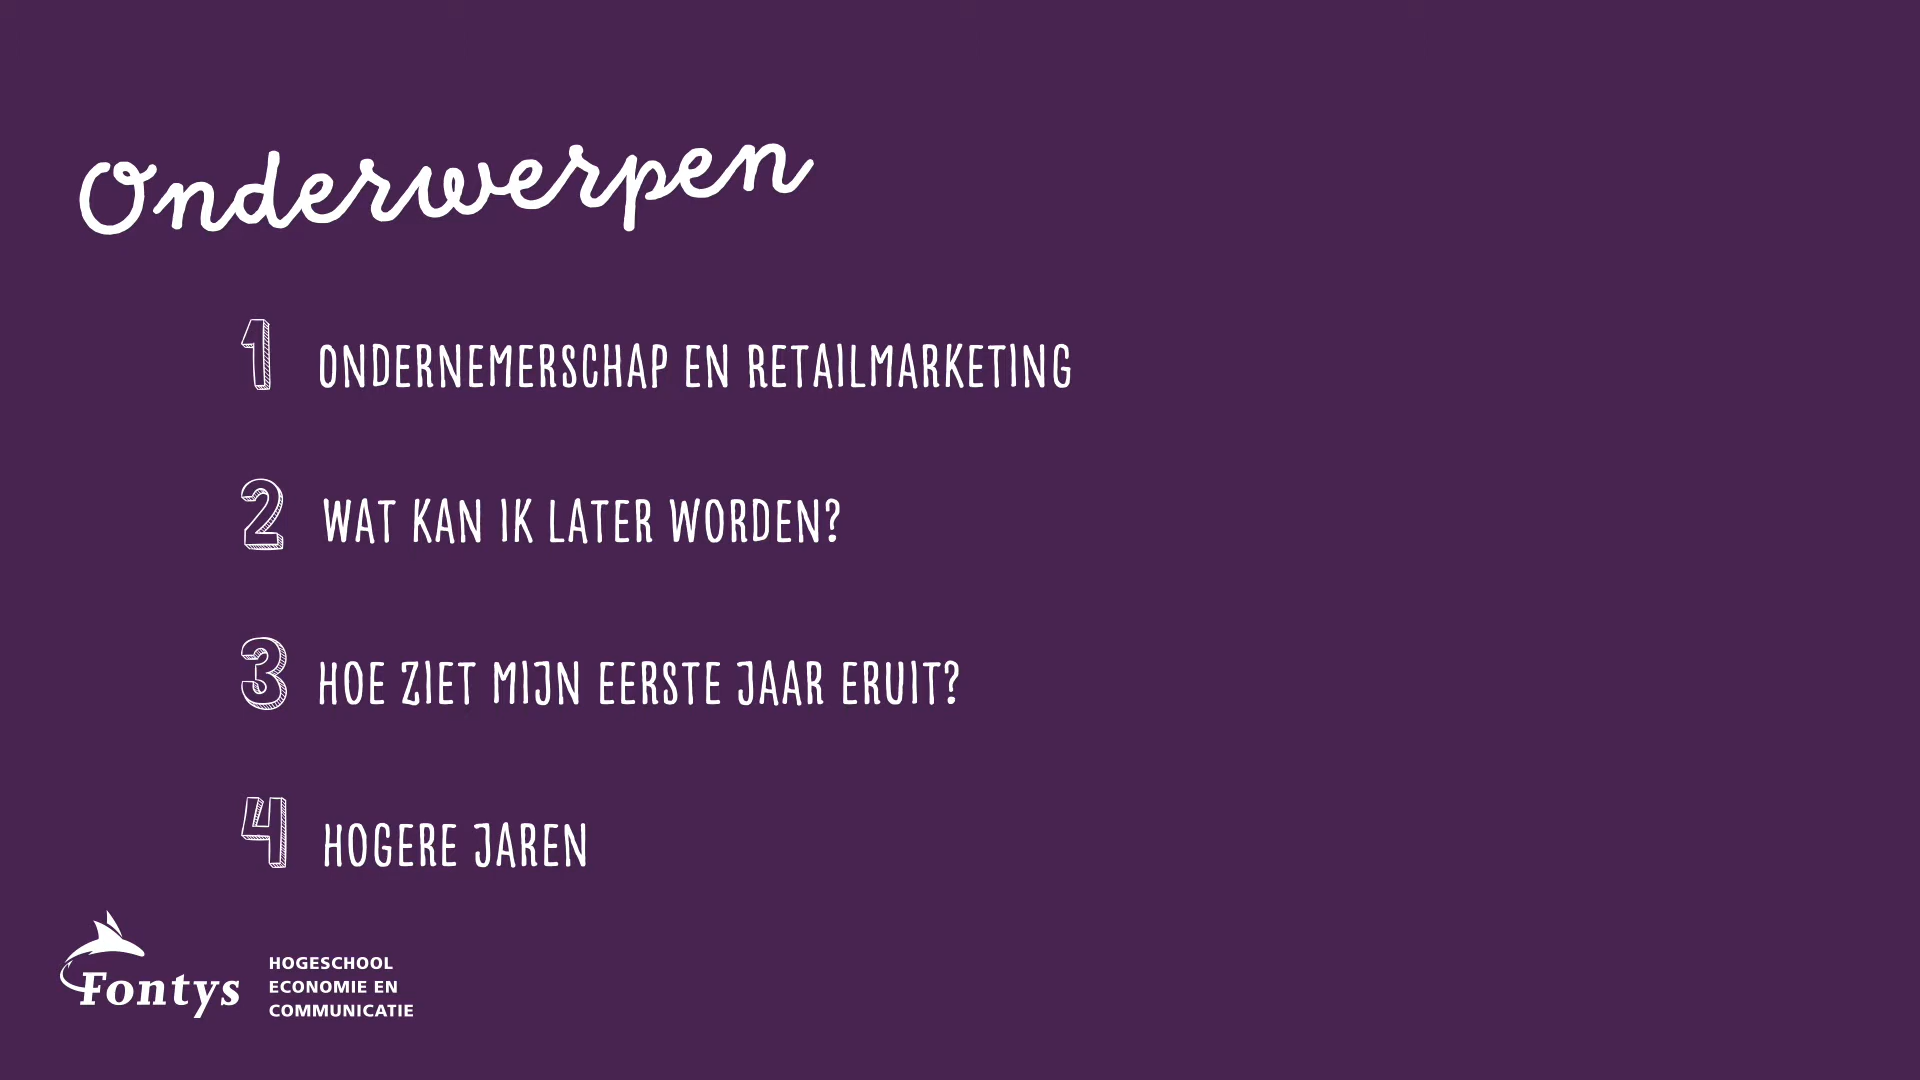 Onderwerpen
1 ONDERNEMERSCHAP EN RETAILMARKETING
2 WAT KAN IK LATER WORDEN?
3 HOE ZIET MIJN EERSTE JAAR ERUIT?
4 HOGERE JAREN
Fontys
HOGESCHOOL
ECONOMIE EN
COMMUNICATIE